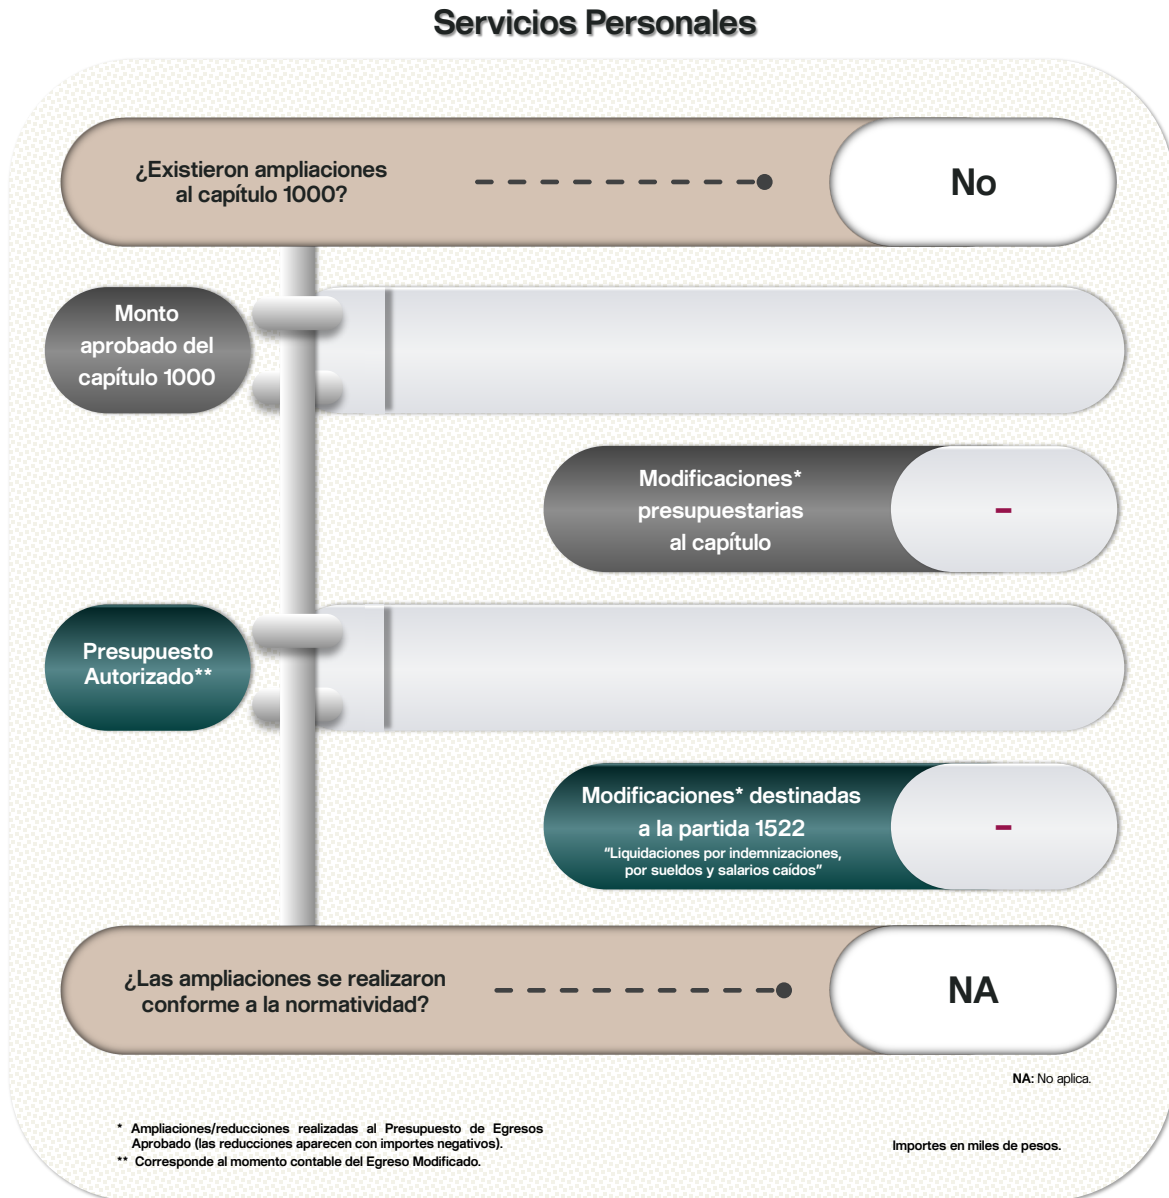 Servicios Personales
¿Existieron ampliaciones
al capítulo 1000?
No
Monto
aprobado del
capítulo 1000
Modificaciones*
presupuestarias
al capítulo
-
Presupuesto
Autorizado**
Modificaciones* destinadas
a la partida 1522
"Liquidaciones por indemnizaciones,
por sueldos y salarios caídos"
-
¿Las ampliaciones se realizaron
conforme a la normatividad?
NA
NA: No aplica.
* Ampliaciones/reducciones realizadas al Presupuesto de Egresos
Aprobado (las reducciones aparecen con importes negativos).
** Corresponde al momento contable del Egreso Modificado.
Importes en miles de pesos.